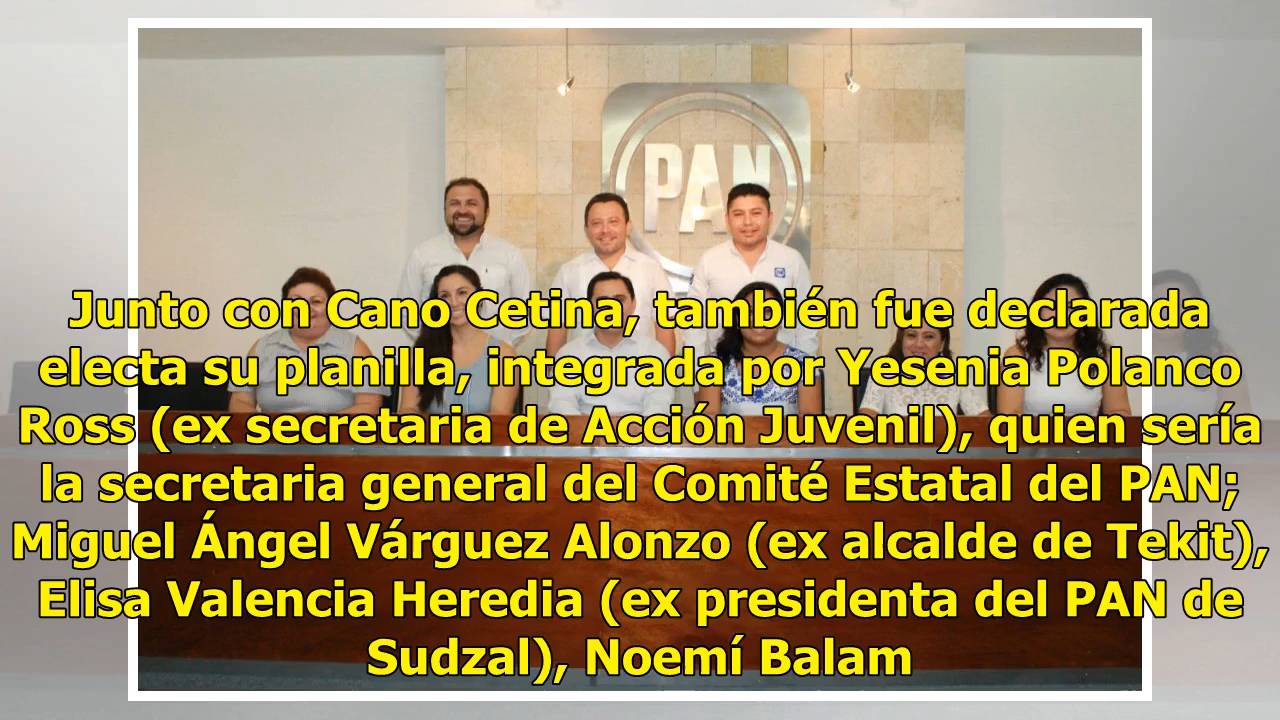 PAN
Junto con Cano Cetina, también fue declarada
electa su planilla, integrada por Yesenia Polanco
Ross (ex secretaria de Acción Juvenil), quien sería
la secretaria general del Comité Estatal del PAN;
Miguel Ángel Várguez Alonzo (ex alcalde de Tekit),
Elisa Valencia Heredia (ex presidenta del PAN de
Sudzal), Noemí Balam